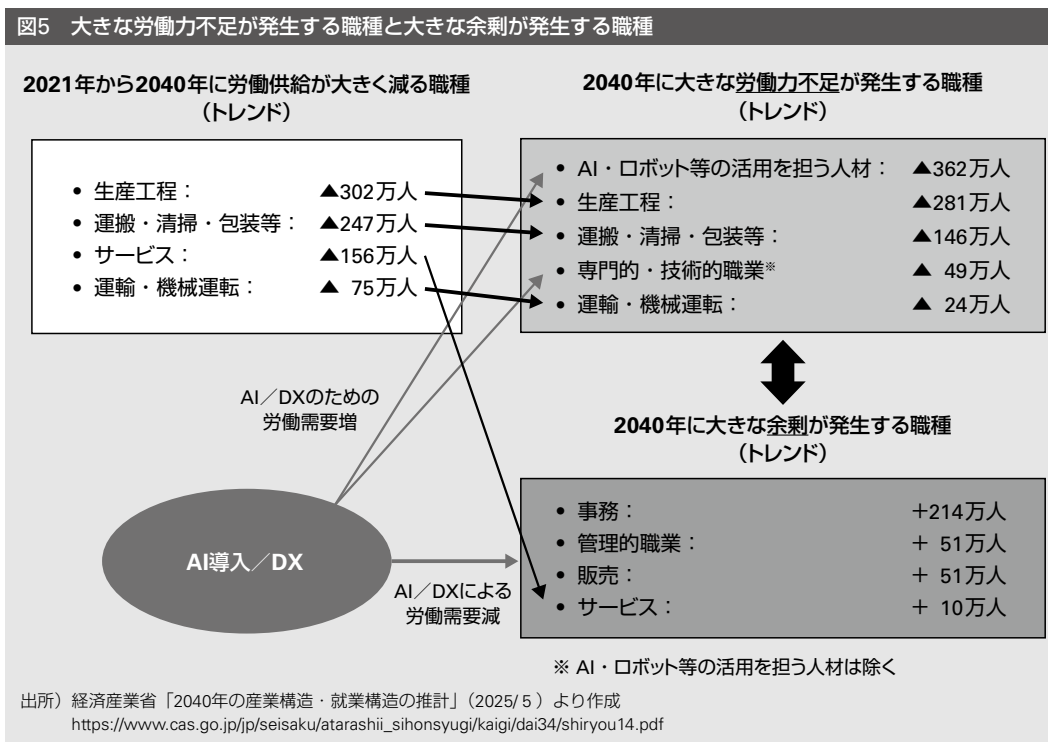 図5　大きな労働力不足が発生する職種と大きな余剰が発生する職種
2021年から2040年に労働供給が大きく減る職種
（トレンド）
• 生産工程： ▲302万人
• 運搬・清掃・包装等： ▲247万人
• サービス： ▲156万人
• 運輸・機械運転： ▲ 75万人
2040年に大きな労働力不足が発生する職種
（トレンド）
• AI・ロボット等の活用を担う人材： ▲362万人
• 生産工程： ▲281万人
• 運搬・清掃・包装等： ▲146万人
• 専門的・技術的職業※ ▲ 49万人
• 運輸・機械運転： ▲ 24万人
AI／DXのための
労働需要増
2040年に大きな余剰が発生する職種
（トレンド）
AI導入／DX
AI／DXによる
労働需要減
• 事務： ＋214万人
• 管理的職業： ＋ 51万人
• 販売： ＋ 51万人
• サービス： ＋ 10万人
※ AI・ロボット等の活用を担う人材は除く
出所）経済産業省「2040年の産業構造・就業構造の推計」（2025/ 5 ）より作成
https://www.cas.go.jp/jp/seisaku/atarashii_sihonsyugi/kaigi/dai34/shiryou14.pdf